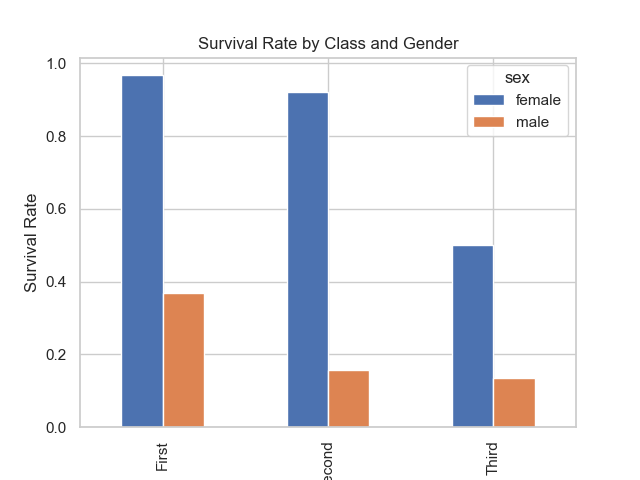 Survival Rate by Class and Gender
sex
female
male
Survival Rate
1.0
0.8
0.6
0.4
0.2
0.0
First
econd
Third